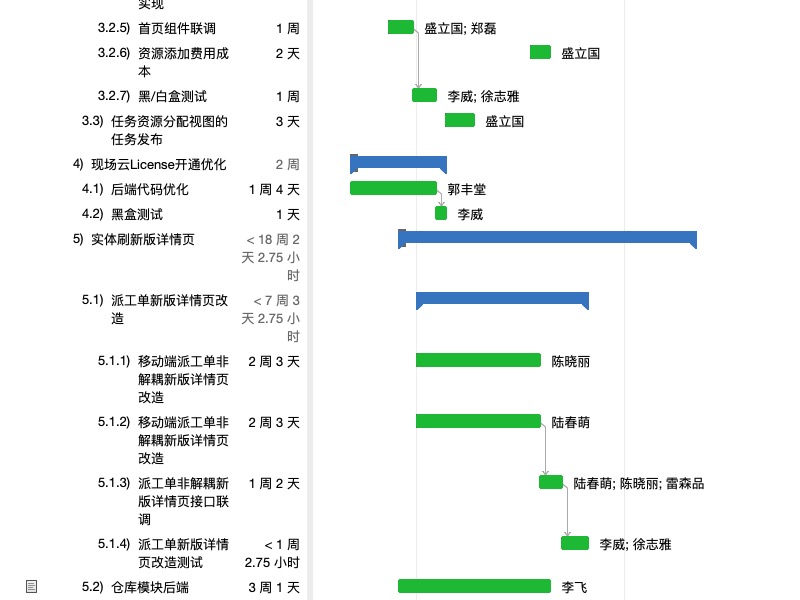 实现
3.2.5) 首页组件联调 1 周 盛立国; 郑磊
3.2.6) 资源添加费用成 2 天 盛立国
本
3.2.7) 黑/白盒测试 1 周 李威; 徐志雅
3.3) 任务资源分配视图的 3 天 盛立国
任务发布
4) 现场云License开通优化 2 周
4.1) 后端代码优化 1 周 4 天 郭丰堂
4.2) 黑盒测试 1 天 李威
5) 实体刷新版详情页 < 18 周 2
天 2.75 小
时
5.1) 派工单新版详情页改 < 7 周 3
造 天 2.75 小
时
5.1.1) 移动端派工单非 2 周 3 天 陈晓丽
解耦新版详情页
改造
5.1.2) 移动端派工单非 2 周 3 天 陆春萌
解耦新版详情页
改造
5.1.3) 派工单非解耦新 1 周 2 天 陆春萌; 陈晓丽; 雷森品
版详情页接口联
调
5.1.4) 派工单新版详情 < 1 周 李威; 徐志雅
页改造测试 2.75 小时
5.2) 仓库模块后端 3 周 1 天 李飞